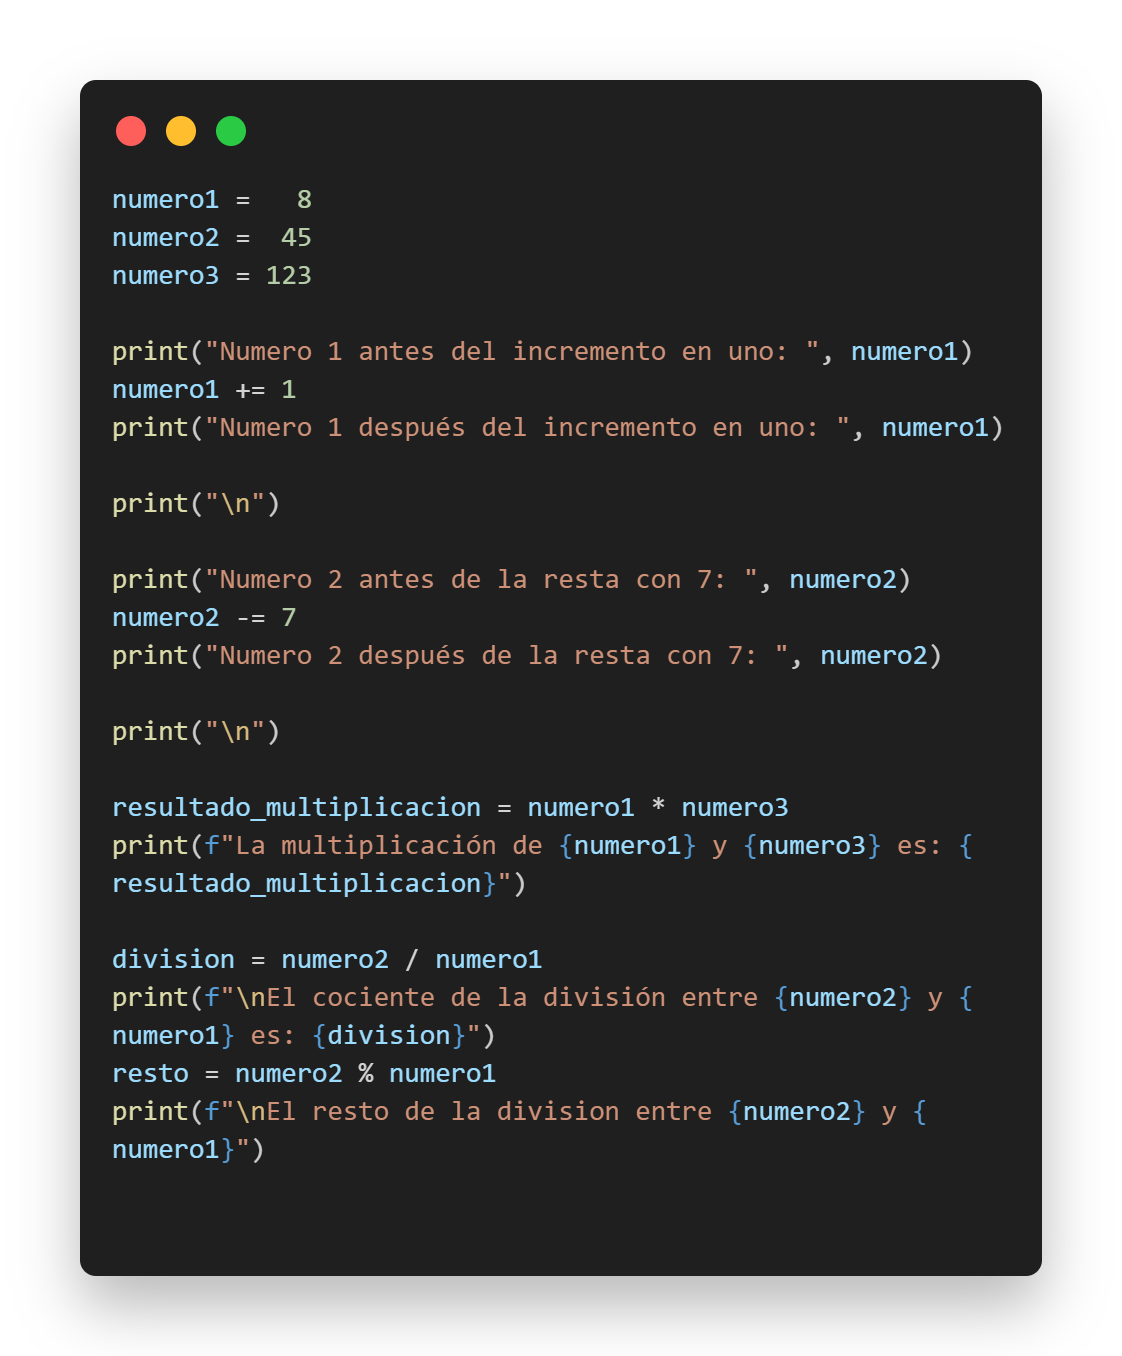 numero1 =   8
numero2 =  45
numero3 = 123
print("Numero 1 antes del incremento en uno: ", numero1)
numero1 += 1
print("Numero 1 después del incremento en uno: ", numero1)
print("\n")
print("Numero 2 antes de la resta con 7: ", numero2)
numero2 -= 7
print("Numero 2 después de la resta con 7: ", numero2)
print("\n")
resultado_multiplicacion = numero1 * numero3
print(f"La multiplicación de {numero1} y {numero3} es: {
resultado_multiplicacion}")
division = numero2 / numero1
print(f"\nEl cociente de la división entre {numero2} y {
numero1} es: {division}")
resto = numero2 % numero1
print(f"\nEl resto de la division entre {numero2} y {
numero1}")